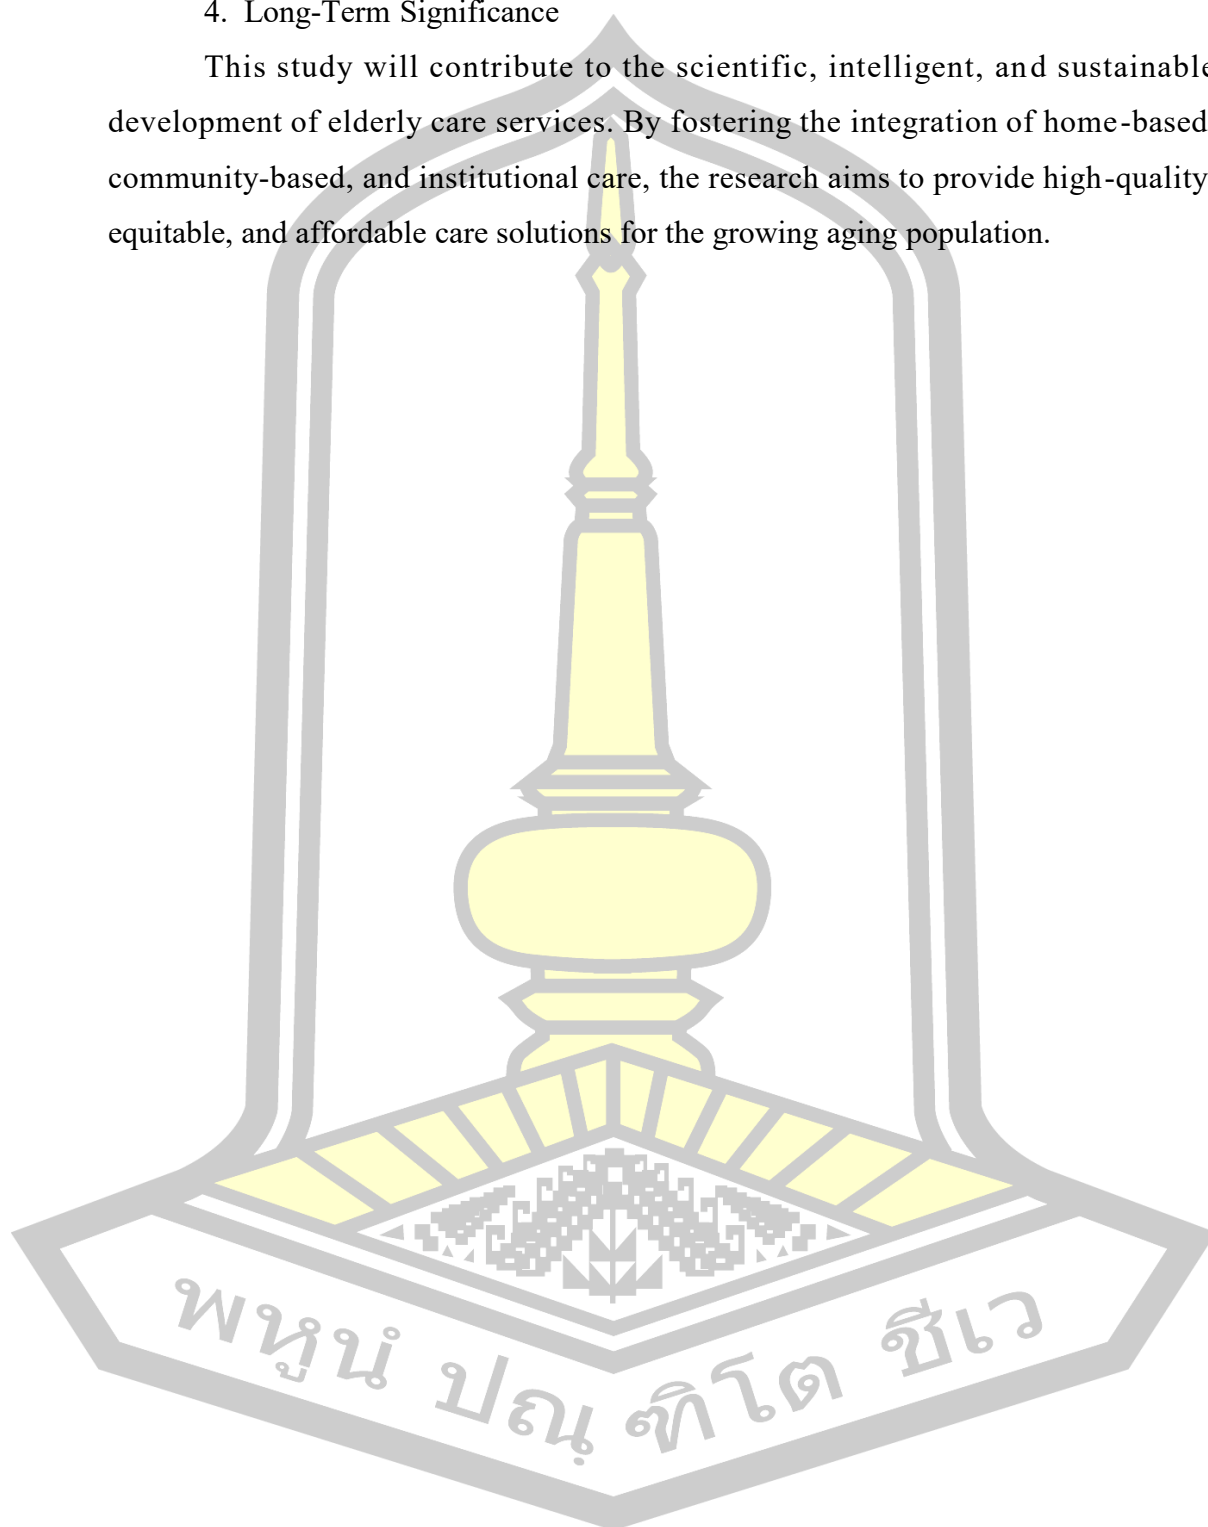 4. Long-Term Significance
This study will contribute to the scientific, intelligent, and sustainable
development of elderly care services. By fostering the integration of home-based
community-based, and institutional care, the research aims to provide high-quality
equitable, and affordable care solutions for the growing aging population.
พหูนํ ปณฺฑิโต ชีเว